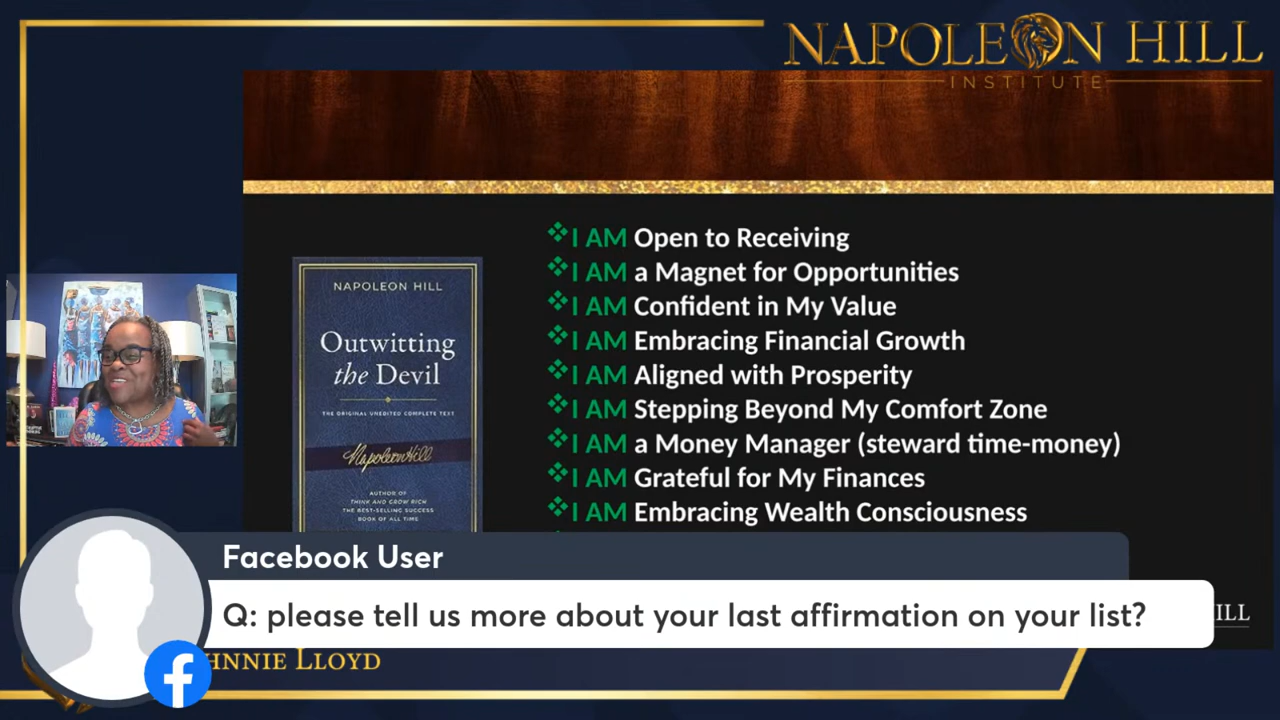 NAPOLEON HILL
INSTITUTE
I AM Open to Receiving
I AM a Magnet for Opportunities
I AM Confident in My Value
I AM Embracing Financial Growth
I AM Aligned with Prosperity
I AM Stepping Beyond My Comfort Zone
I AM a Money Manager (steward time-money)
I AM Grateful for My Finances
I AM Embracing Wealth Consciousness
NAPOLEON HILL
Outwitting
the Devil
THE ORIGINAL UNEDITED COMPLETE TEXT
Napoleon Hill
AUTHOR OF
THINK AND GROW RICH
THE BEST-SELLING SUCCESS
BOOK OF ALL TIME
Facebook User
Q: please tell us more about your last affirmation on your list?
ILL
HNNIE LLOYD